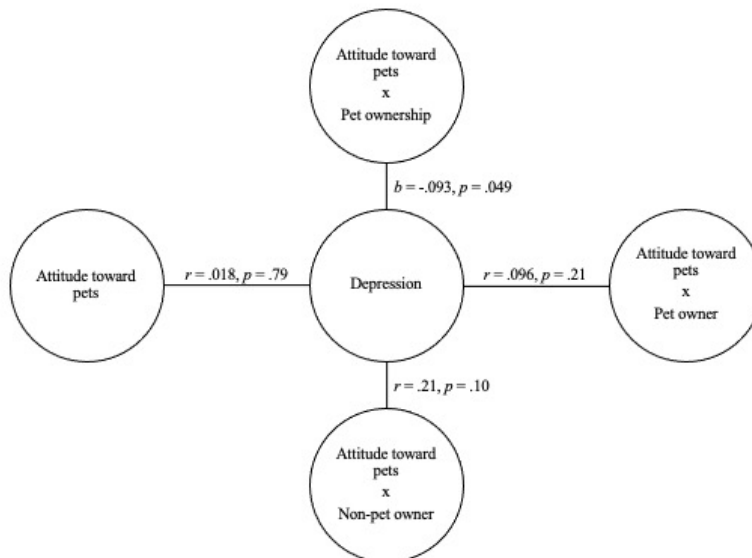 Attitude toward
pets
x
Pet ownership
b = -.093, p = .049
Attitude toward
pets
r = .018, p = .79
Depression
r = .096, p = .21
Attitude toward
pets
x
Pet owner
r = .21, p = .10
Attitude toward
pets
x
Non-pet owner